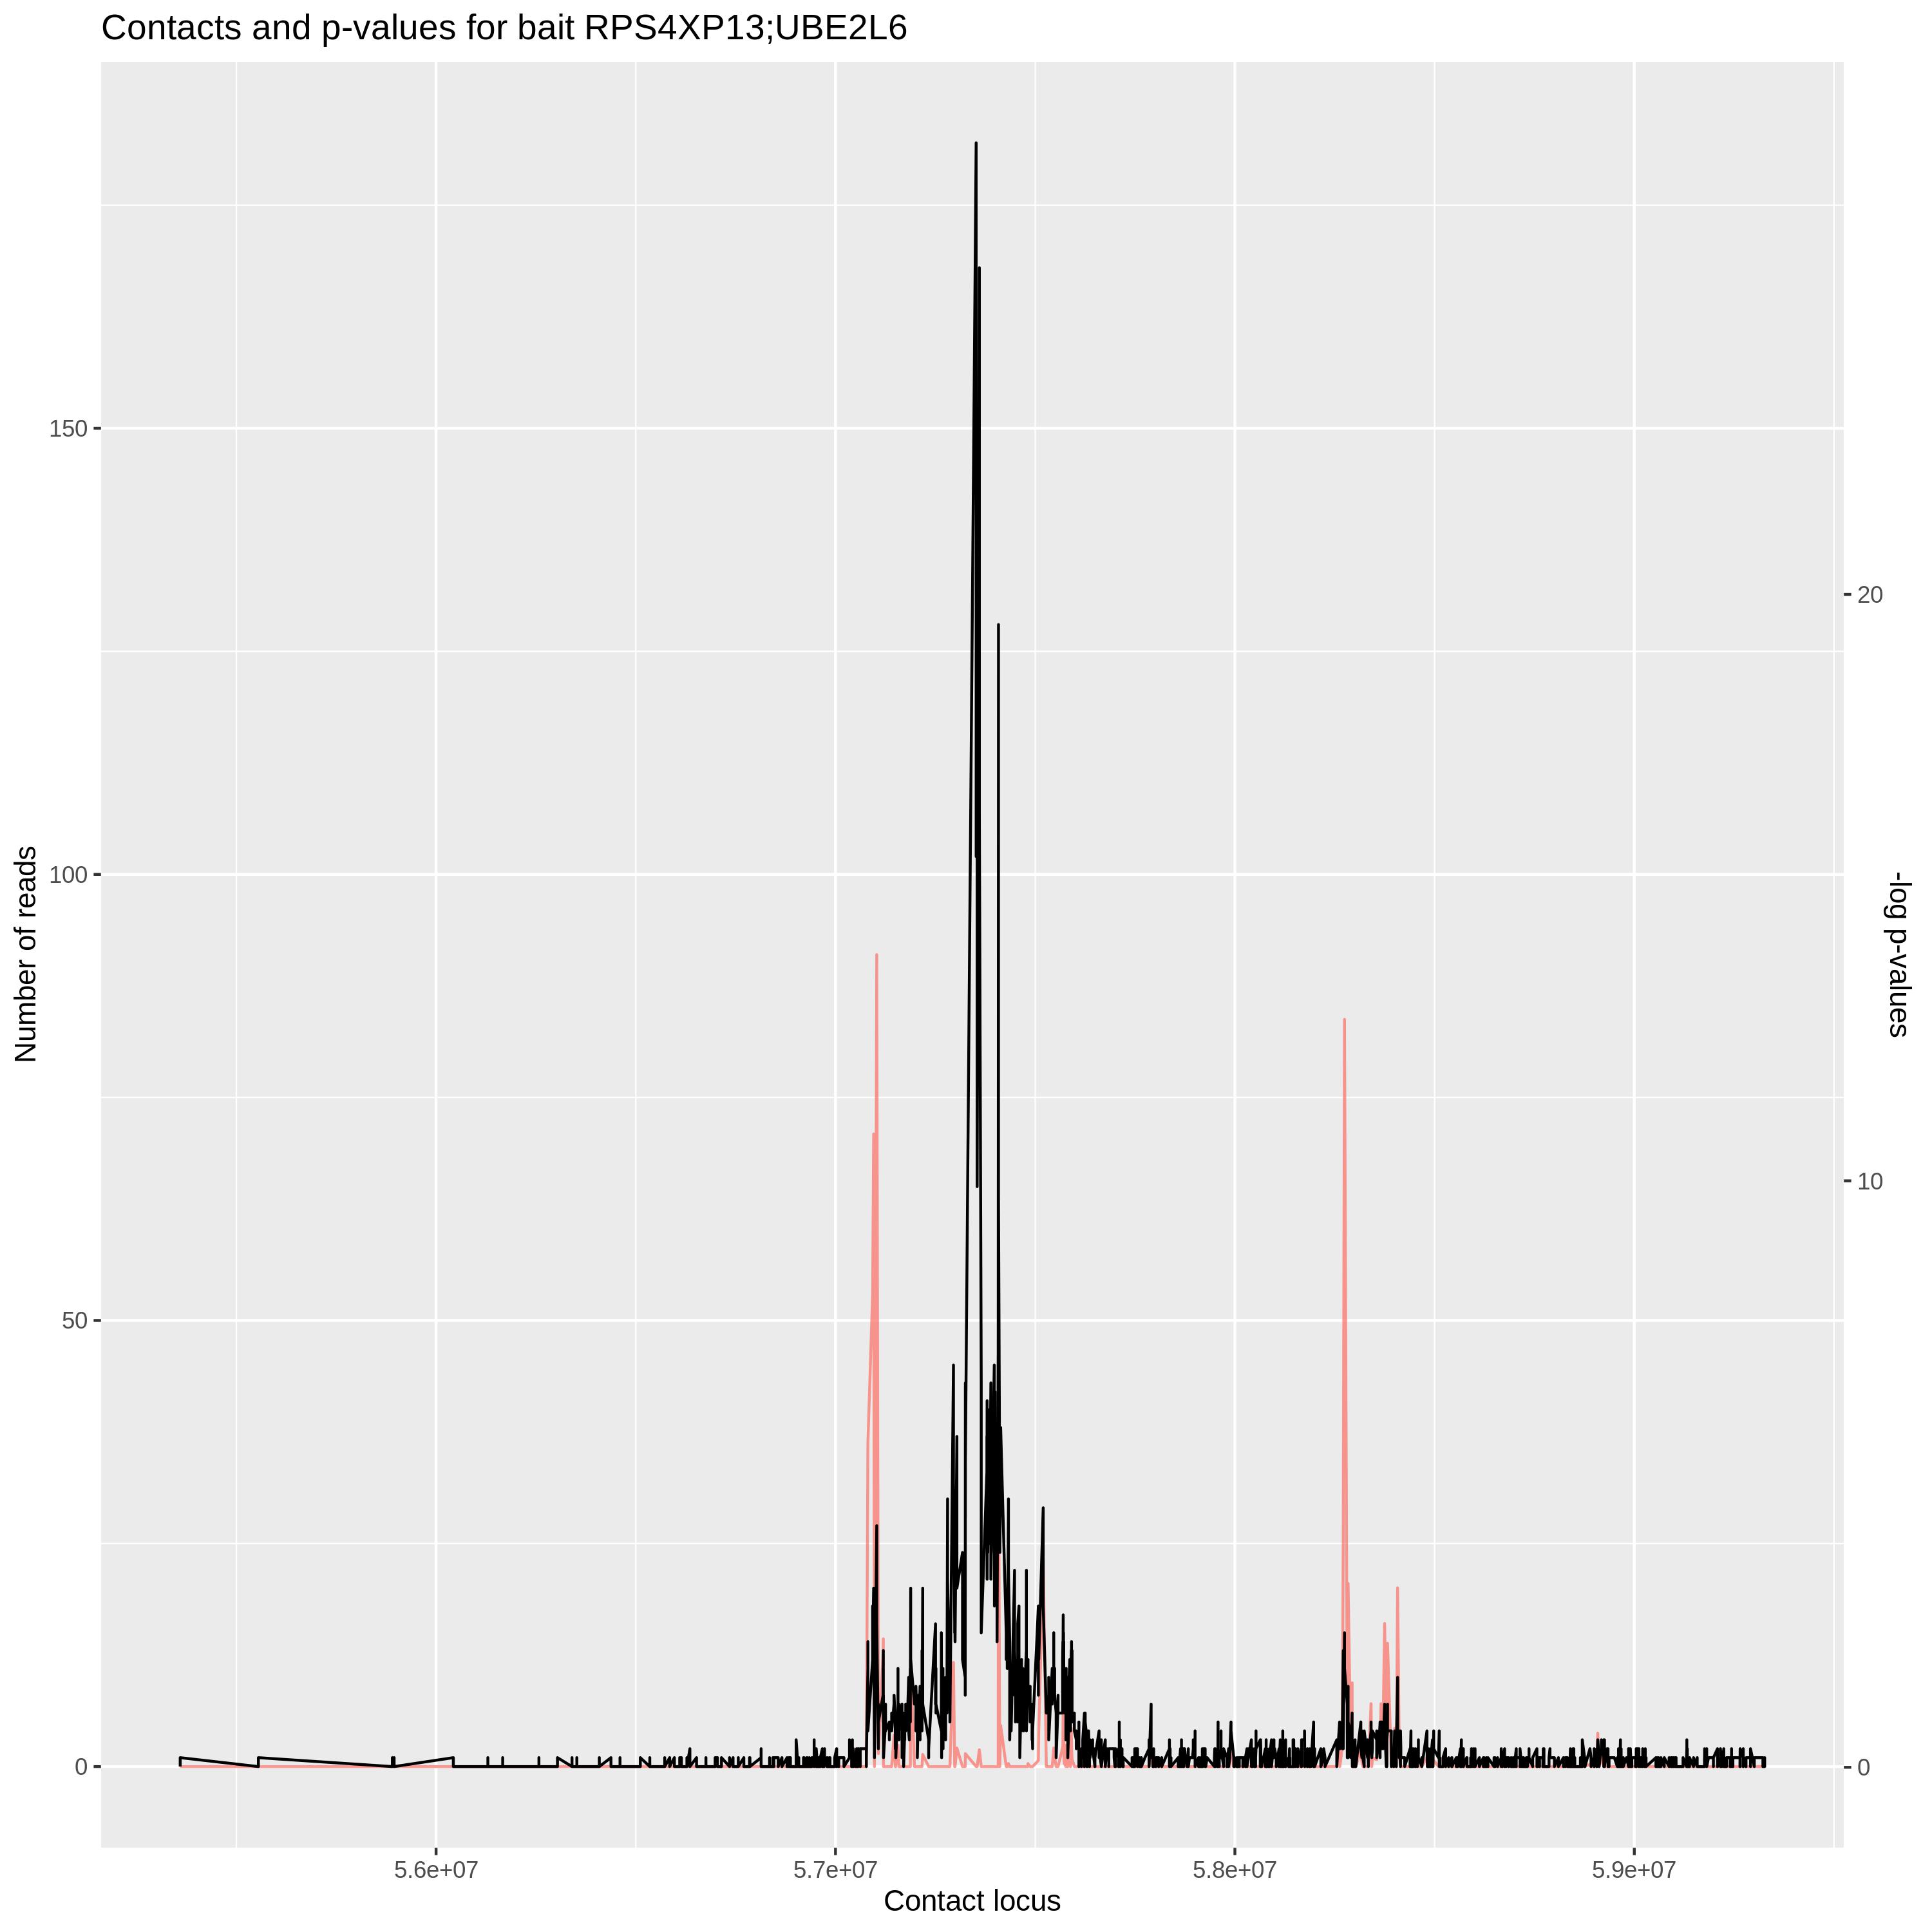 Contacts and p-values for bait RPS4XP13;UBE2L6
150
100
50
0
Number of reads
20
10
0
-log p-values
5.6e+07
5.7e+07
5.8e+07
5.9e+07
Contact locus